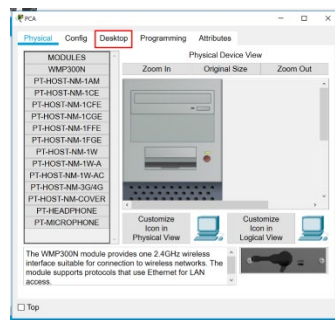 PCA
Physical Config Desktop Programming Attributes
MODULES
WMP300N
PT-HOST-NM-1AM
PT-HOST-NM-1CE
PT-HOST-NM-1CFE
PT-HOST-NM-1CGE
PT-HOST-NM-1FFE
PT-HOST-NM-1FGE
PT-HOST-NM-1W
PT-HOST-NM-1W-A
PT-HOST-NM-1W-AC
PT-HOST-NM-3G/4G
PT-HOST-NM-COVER
PT-HEADPHONE
PT-MICROPHONE
Physical Device View
Zoom In Original Size Zoom Out
Customize
Icon in
Physical View
Customize
Icon in
Logical View
The WMP300N module provides one 2.4GHz wireless
interface suitable for connection to wireless networks. The
module supports protocols that use Ethernet for LAN
access.
Top